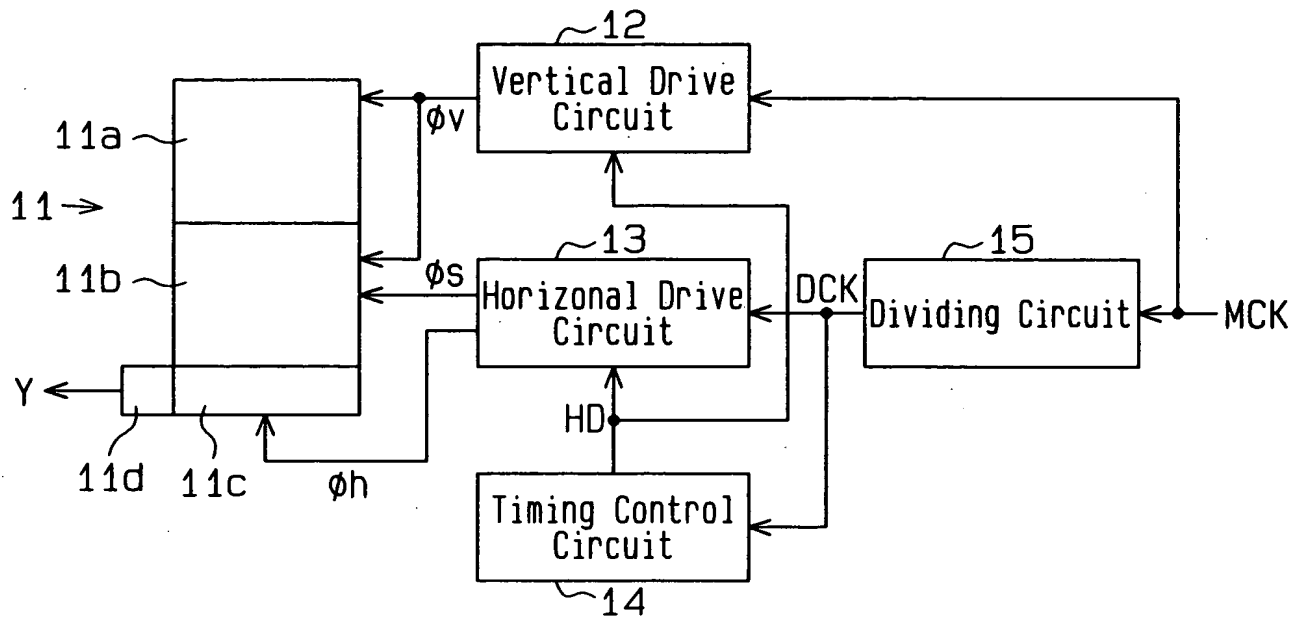 12
Vertical Drive
Circuit
φv
11a
11
11b
13
φs
Horizonal Drive
Circuit
DCK
15
Dividing Circuit
MCK
Y
HD
11d
11c
φh
Timing Control
Circuit
14